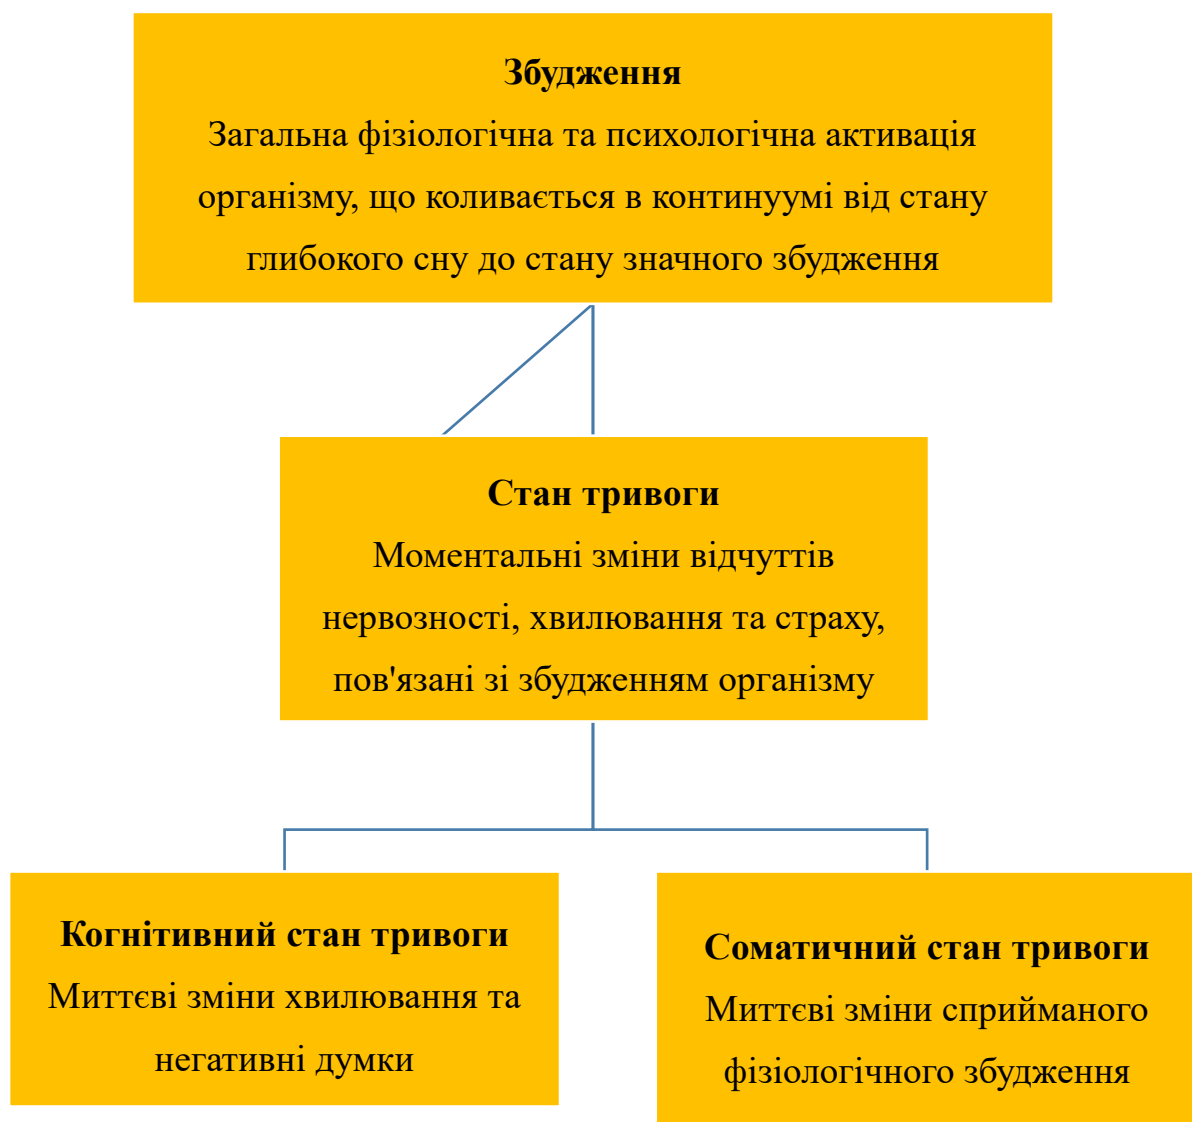 Збудження
Загальна фізіологічна та психологічна активація
організму, що коливається в континуумі від стану
глибокого сну до стану значного збудження
Стан тривоги
Моментальні зміни відчуттів
нервозності, хвилювання та страху,
пов'язані зі збудженням організму
Когнітивний стан тривоги
Миттєві зміни хвилювання та
негативні думки
Соматичний стан тривоги
Миттєві зміни сприйманого
фізіологічного збудження